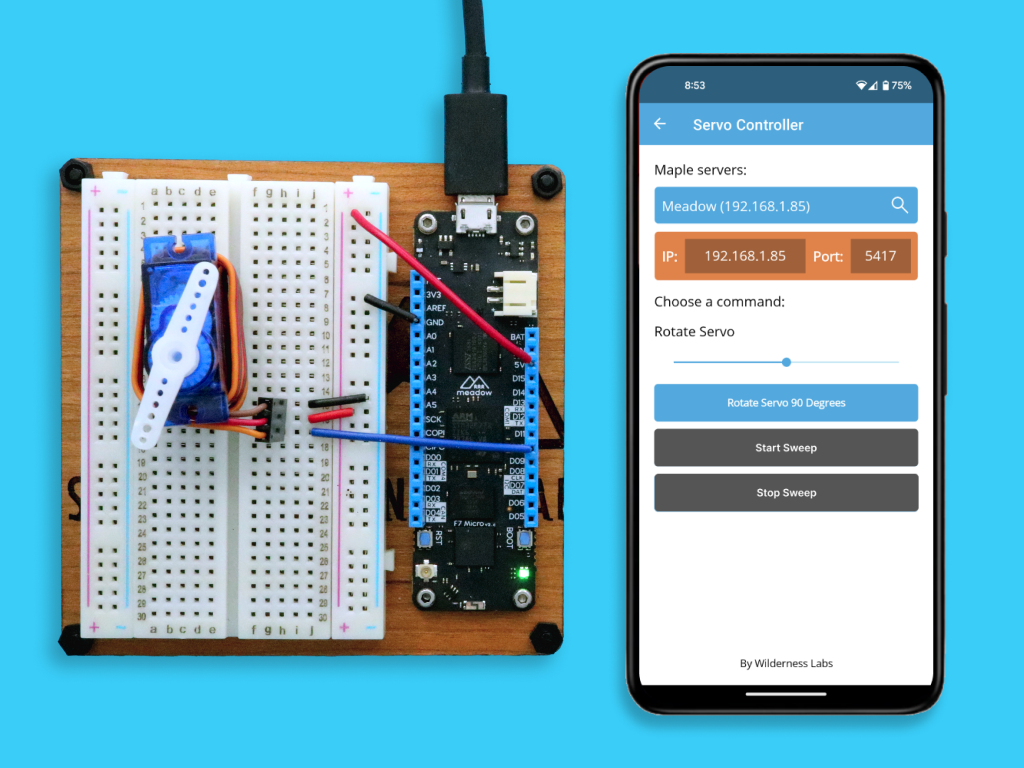 8:53
75%
Servo Controller
Maple servers:
Meadow (192.168.1.85)
IP: 192.168.1.85 Port: 5417
Choose a command:
Rotate Servo
Rotate Servo 90 Degrees
Start Sweep
Stop Sweep
By Wilderness Labs
a b c d e
f g h i j
3V3
AREF
GND
A0
A1
A2
A3
A4
A5
SCK
COPI
D00
D01
D02
D03
D04
BAT
5V
D15
D14
D13
D12
D11
D09
D08
D07
D06
D05
meadow
F7 Micro
RST
BOOT
a b c d e
f g h i j